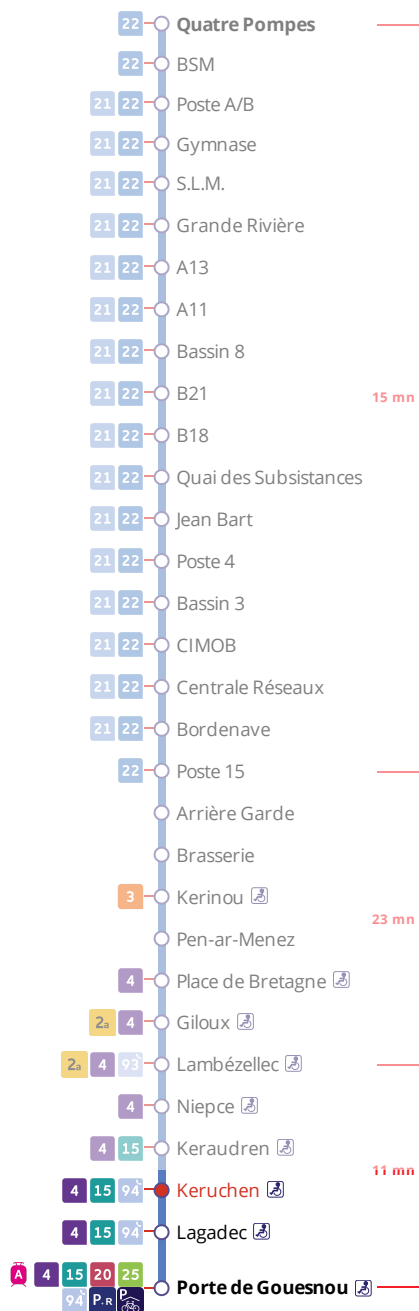 22 Quatre Pompes
22 BSM
21 22 Poste A/B
21 22 Gymnase
21 22 S.L.M.
21 22 Grande Rivière
21 22 A13
21 22 A11
21 22 Bassin 8
21 22 B21 15 mn
21 22 B18
21 22 Quai des Subsistances
21 22 Jean Bart
21 22 Poste 4
21 22 Bassin 3
21 22 CIMOB
21 22 Centrale Réseaux
21 22 Bordenave
22 Poste 15
Arrière Garde
Brasserie
3 Kerinou
23 mn
Pen-ar-Menez
4 Place de Bretagne
2a 4 Giloux
2a 4 93 Lambézellec
4 Niepce
4 15 Keraudren
11 mn
4 15 94 Keruchen
4 15 94 Lagadec
A 4 15 20 25
94 P+R P Porte de Gouesnou